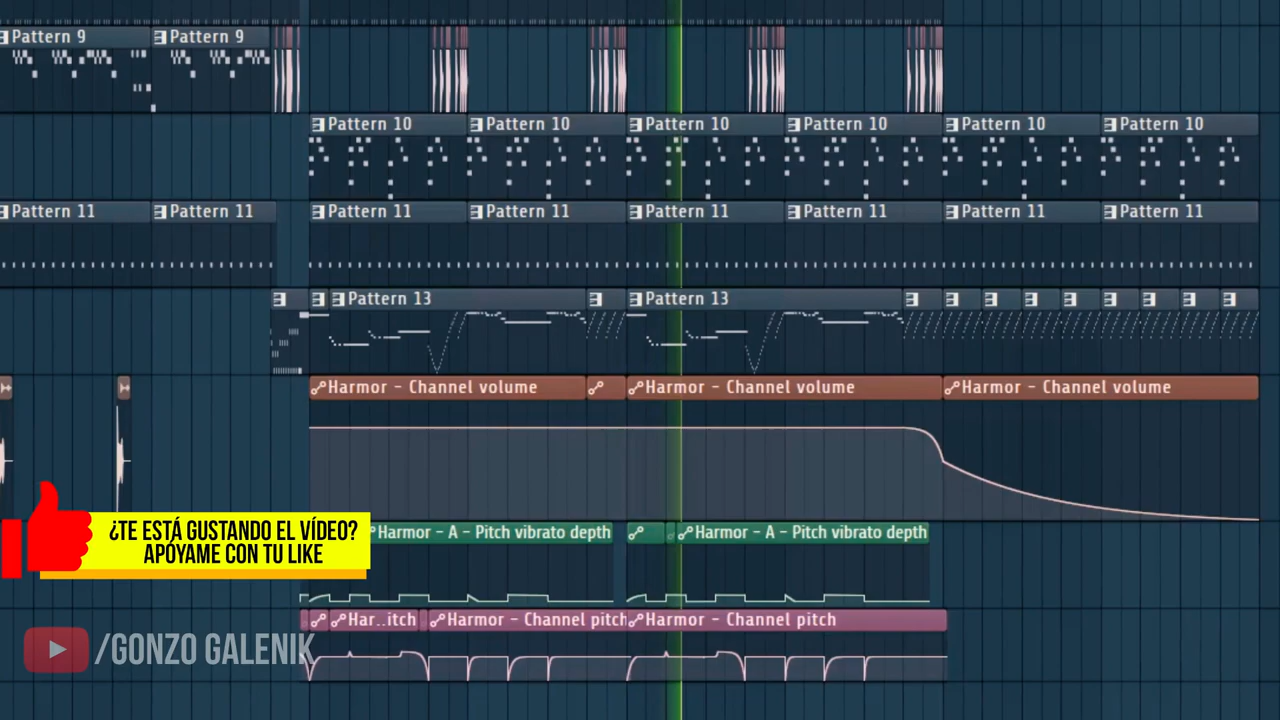 Pattern 9
Pattern 9
Pattern 10
Pattern 10
Pattern 10
Pattern 10
Pattern 10
Pattern 10
Pattern 11
Pattern 11
Pattern 11
Pattern 11
Pattern 11
Pattern 11
Pattern 11
Pattern 11
Pattern 13
Pattern 13
Harmor - Channel volume
Harmor - Channel volume
Harmor - Channel volume
¿TE ESTÁ GUSTANDO EL VÍDEO?
APÓYAME CON TU LIKE
Harmor - A - Pitch vibrato depth
Harmor - A - Pitch vibrato depth
Har..itch
Harmor - Channel pitch
Harmor - Channel pitch
/GONZO GALENIK